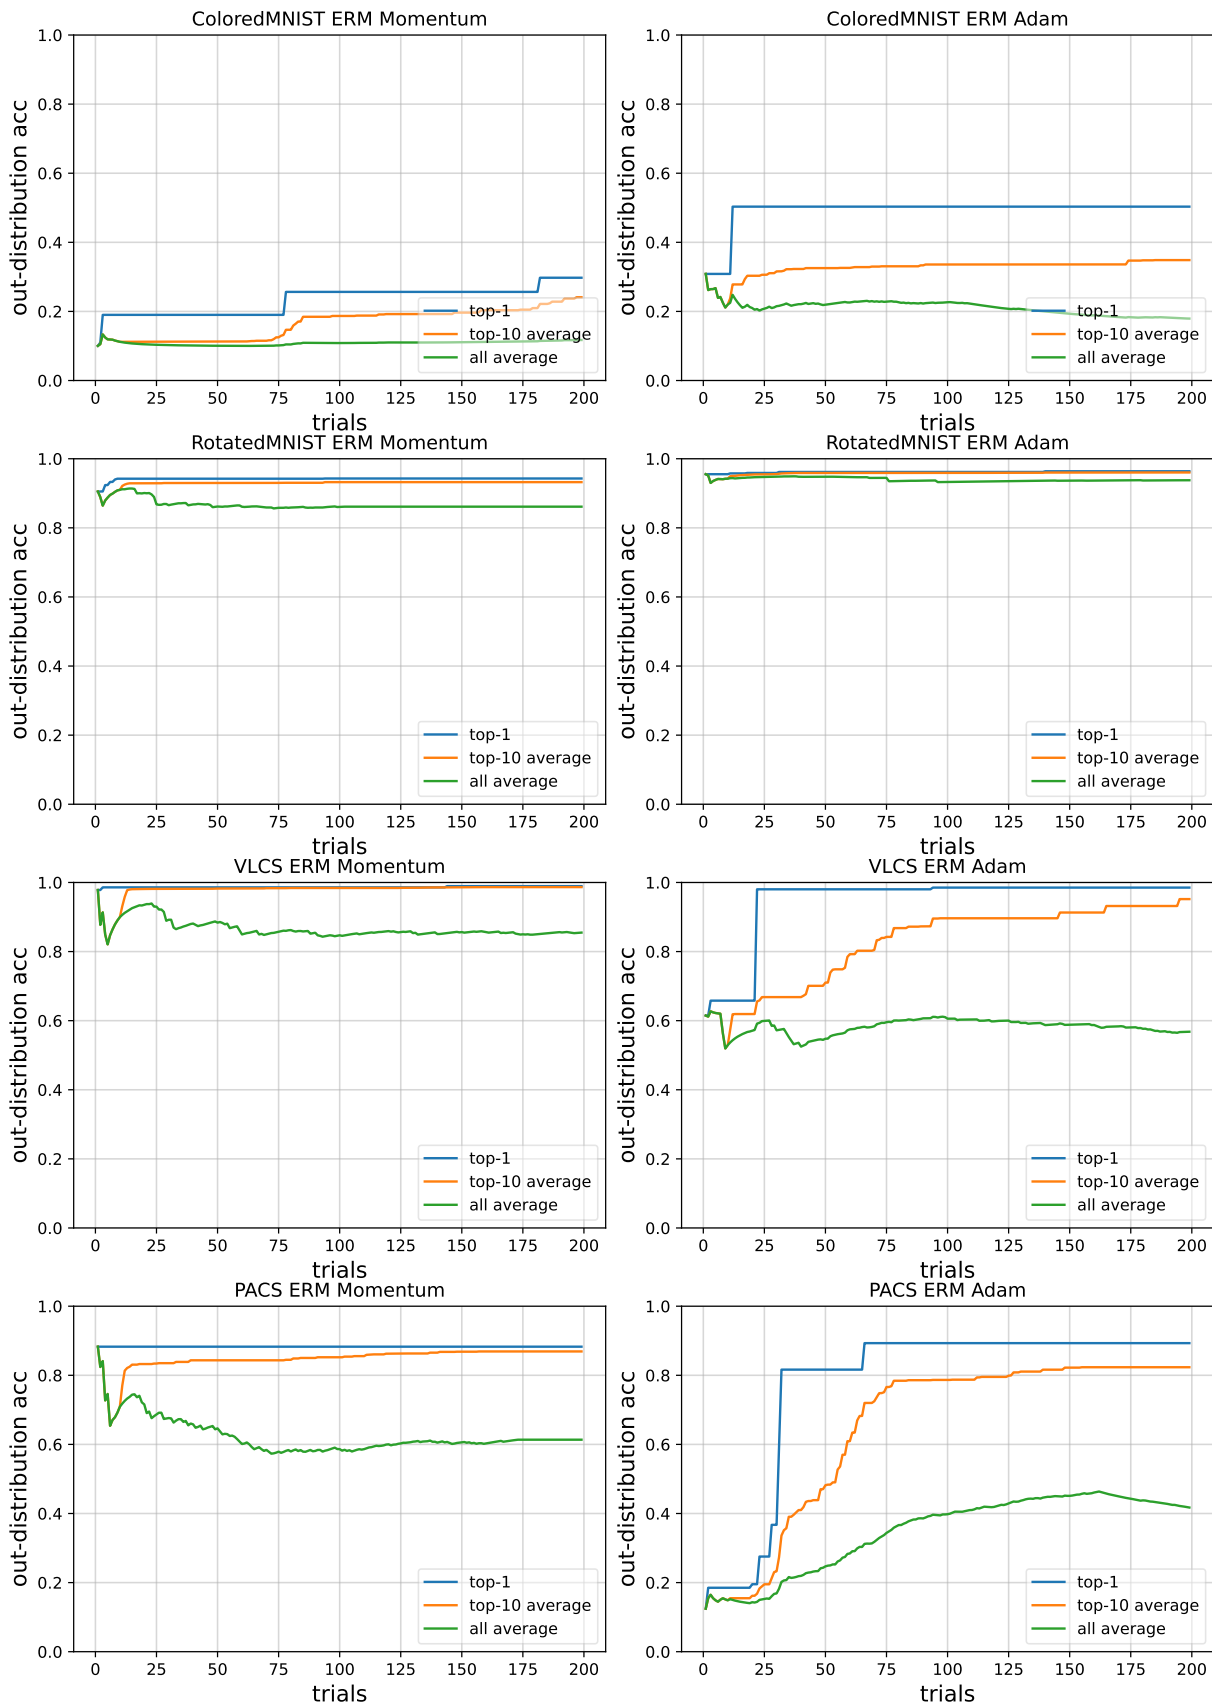 ColoredMNIST ERM Momentum
out-distribution acc
1.0
0.8
0.6
0.4
0.2
0.0
top-1
top-10 average
all average
0 25 50 75 100 125 150 175 200
trials
ColoredMNIST ERM Adam
out-distribution acc
1.0
0.8
0.6
0.4
0.2
0.0
top-1
top-10 average
all average
0 25 50 75 100 125 150 175 200
trials
RotatedMNIST ERM Momentum
out-distribution acc
1.0
0.8
0.6
0.4
0.2
0.0
top-1
top-10 average
all average
0 25 50 75 100 125 150 175 200
trials
RotatedMNIST ERM Adam
out-distribution acc
1.0
0.8
0.6
0.4
0.2
0.0
top-1
top-10 average
all average
0 25 50 75 100 125 150 175 200
trials
VLCS ERM Momentum
out-distribution acc
1.0
0.8
0.6
0.4
0.2
0.0
top-1
top-10 average
all average
0 25 50 75 100 125 150 175 200
trials
VLCS ERM Adam
out-distribution acc
1.0
0.8
0.6
0.4
0.2
0.0
top-1
top-10 average
all average
0 25 50 75 100 125 150 175 200
trials
PACS ERM Momentum
out-distribution acc
1.0
0.8
0.6
0.4
0.2
0.0
top-1
top-10 average
all average
0 25 50 75 100 125 150 175 200
trials
PACS ERM Adam
out-distribution acc
1.0
0.8
0.6
0.4
0.2
0.0
top-1
top-10 average
all average
0 25 50 75 100 125 150 175 200
trials